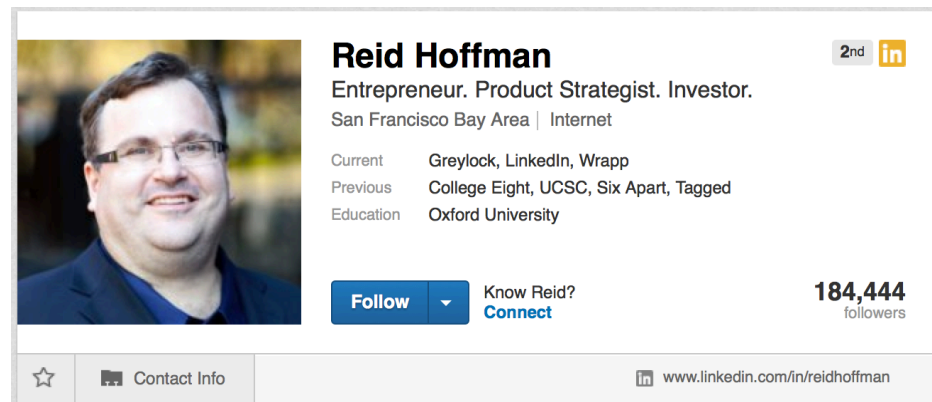 Reid Hoffman
2nd in
Entrepreneur. Product Strategist. Investor.
San Francisco Bay Area | Internet
Current Greylock, LinkedIn, Wrapp
Previous College Eight, UCSC, Six Apart, Tagged
Education Oxford University
Follow
Know Reid?
Connect
184,444
followers
Contact Info
in www.linkedin.com/in/reidhoffman